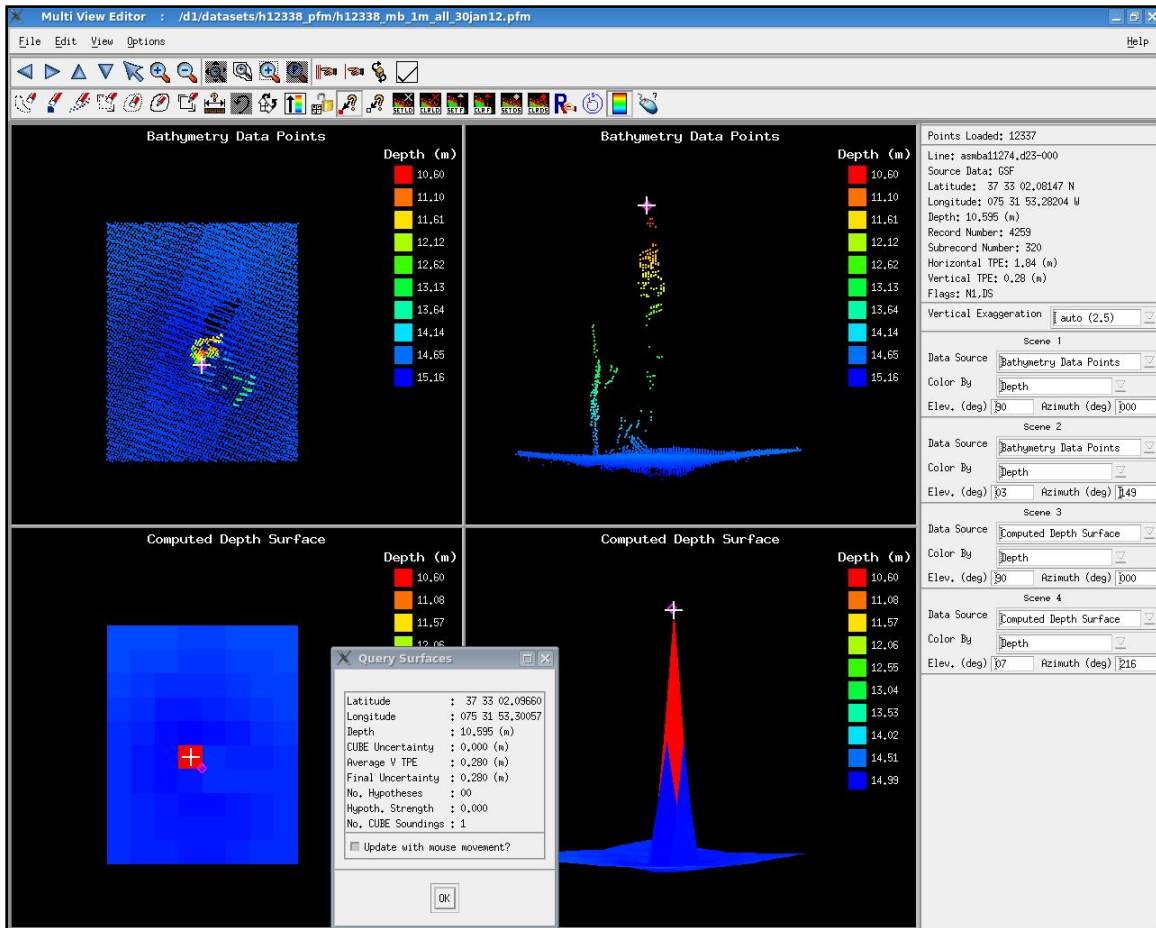 Multi View Editor : /d1/datasets/h12338_pfm/h12338_mb_1m_all_30jan12.pfm
File Edit View Options Help
SET LD CLR LD SET F CLR F SET DS CLR DS
Bathymetry Data Points
Depth (m)
10.60
11.10
11.61
12.12
12.62
13.13
13.64
14.14
14.65
15.16
Bathymetry Data Points
Depth (m)
10.60
11.10
11.61
12.12
12.62
13.13
13.64
14.14
14.65
15.16
Computed Depth Surface
Depth (m)
10.60
11.08
11.57
12.06
Computed Depth Surface
Depth (m)
10.60
11.08
11.57
12.06
12.55
13.04
13.53
14.02
14.51
14.99
Query Surfaces
Latitude : 37 33 02.09660
Longitude : 075 31 53.30057
Depth : 10.595 (m)
CUBE Uncertainty : 0.000 (m)
Average V TPE : 0.280 (m)
Final Uncertainty : 0.280 (m)
No. Hypotheses : 00
Hypoth. Strength : 0.000
No. CUBE Soundings : 1
Update with mouse movement?
OK
Points Loaded: 12337
Line: asmba11274.d23-000
Source Data: GSF
Latitude: 37 33 02.08147 N
Longitude: 075 31 53.28204 W
Depth: 10.595 (m)
Record Number: 4259
Subrecord Number: 320
Horizontal TPE: 1.84 (m)
Vertical TPE: 0.28 (m)
Flags: N1,DS
Vertical Exaggeration auto (2.5)
Scene 1
Data Source Bathymetry Data Points
Color By Depth
Elev. (deg) 90 Azimuth (deg) 000
Scene 2
Data Source Bathymetry Data Points
Color By Depth
Elev. (deg) 03 Azimuth (deg) 149
Scene 3
Data Source Computed Depth Surface
Color By Depth
Elev. (deg) 90 Azimuth (deg) 000
Scene 4
Data Source Computed Depth Surface
Color By Depth
Elev. (deg) 07 Azimuth (deg) 216